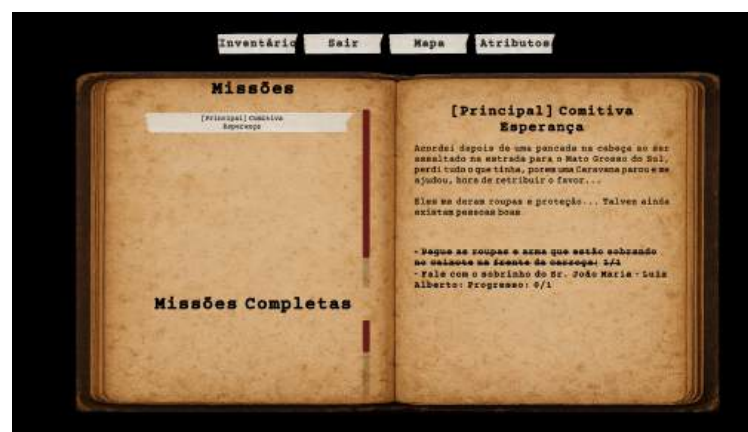 Inventário Sair Mapa Atributos
Missões
[Principal] Comitiva
Esperança
Missões Completas
[Principal] Comitiva
Esperança
Acordei depois de uma pancada na cabeça ao ser
assaltado na estrada para o Mato Grosso do Sul,
perdi tudo o que tinha, porem uma Caravana parou e me
ajudou, hora de retribuir o favor...
Eles me deram roupas e proteção... Talvez ainda
existam pessoas boas
- Pegue as roupas e arma que estão sobrando
no caixote na frente da carroça: 1/1
- Fale com o sobrinho do Sr. João Maria - Luis
Alberto: Progresso: 0/1